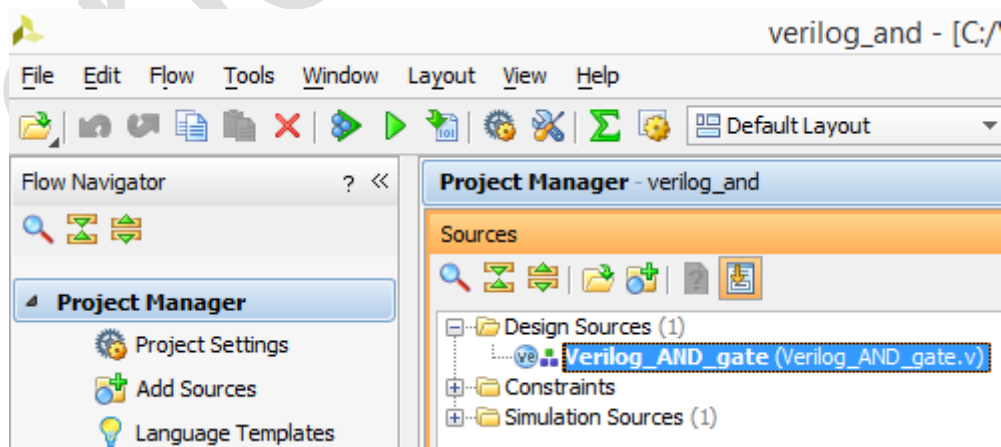 verilog_and - [C:/
File Edit Flow Tools Window Layout View Help
Default Layout
Flow Navigator ? «
Project Manager - verilog_and
Sources
Project Manager
Project Settings
Add Sources
Language Templates
Design Sources (1)
Verilog_AND_gate (Verilog_AND_gate.v)
Constraints
Simulation Sources (1)